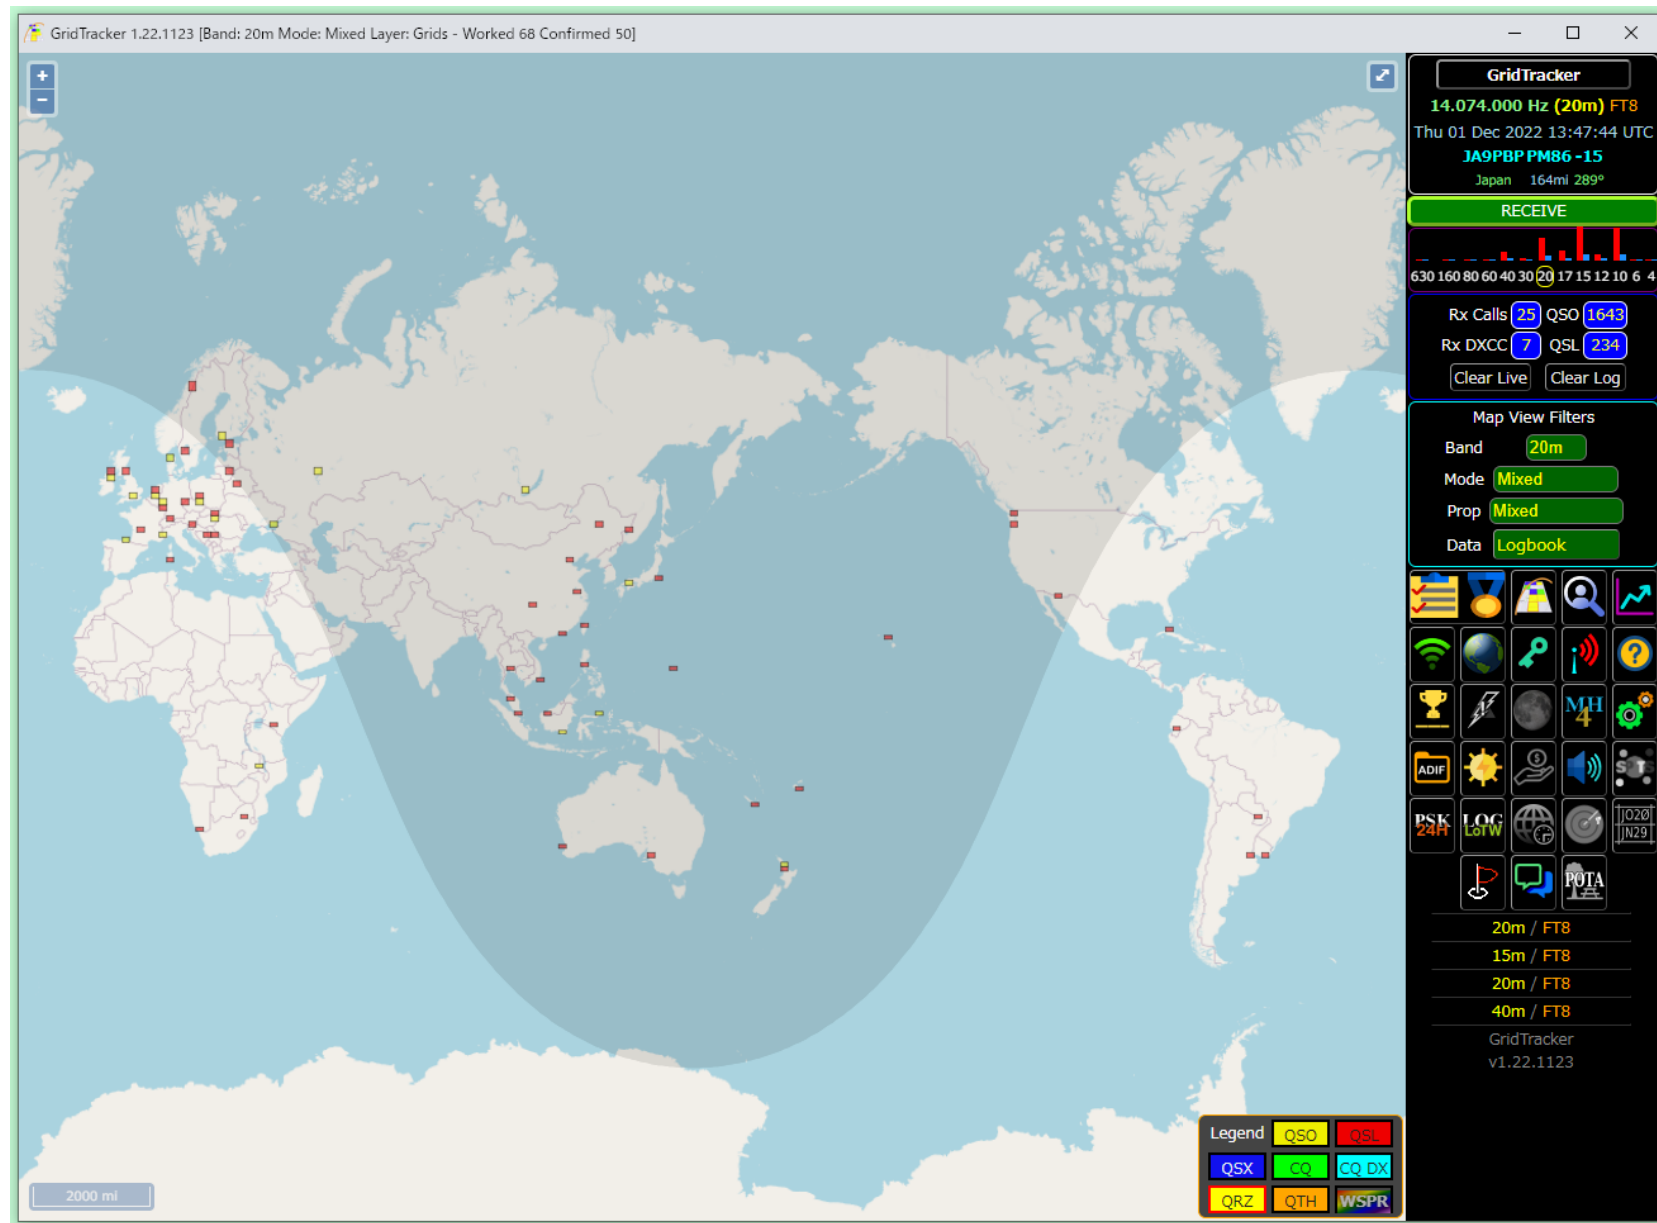 GridTracker 1.22.1123 [Band: 20m Mode: Mixed Layer: Grids - Worked 68 Confirmed 50]
+
−
GridTracker
14.074.000 Hz (20m) FT8
Thu 01 Dec 2022 13:47:44 UTC
JA9PBP PM86 -15
Japan 164mi 289°
RECEIVE
630 160 80 60 40 30 20 17 15 12 10 6 4
Rx Calls 25 QSO 1643
Rx DXCC 7 QSL 234
Clear Live Clear Log
Map View Filters
Band 20m
Mode Mixed
Prop Mixed
Data Logbook
?
MH
4
ADIF
$
S TS
PSK
24H
LOG
LoTW
JO20
JN29
POTA
20m / FT8
15m / FT8
20m / FT8
40m / FT8
GridTracker
v1.22.1123
Legend QSO QSL
QSX CQ CQ DX
QRZ QTH WSPR
2000 mi